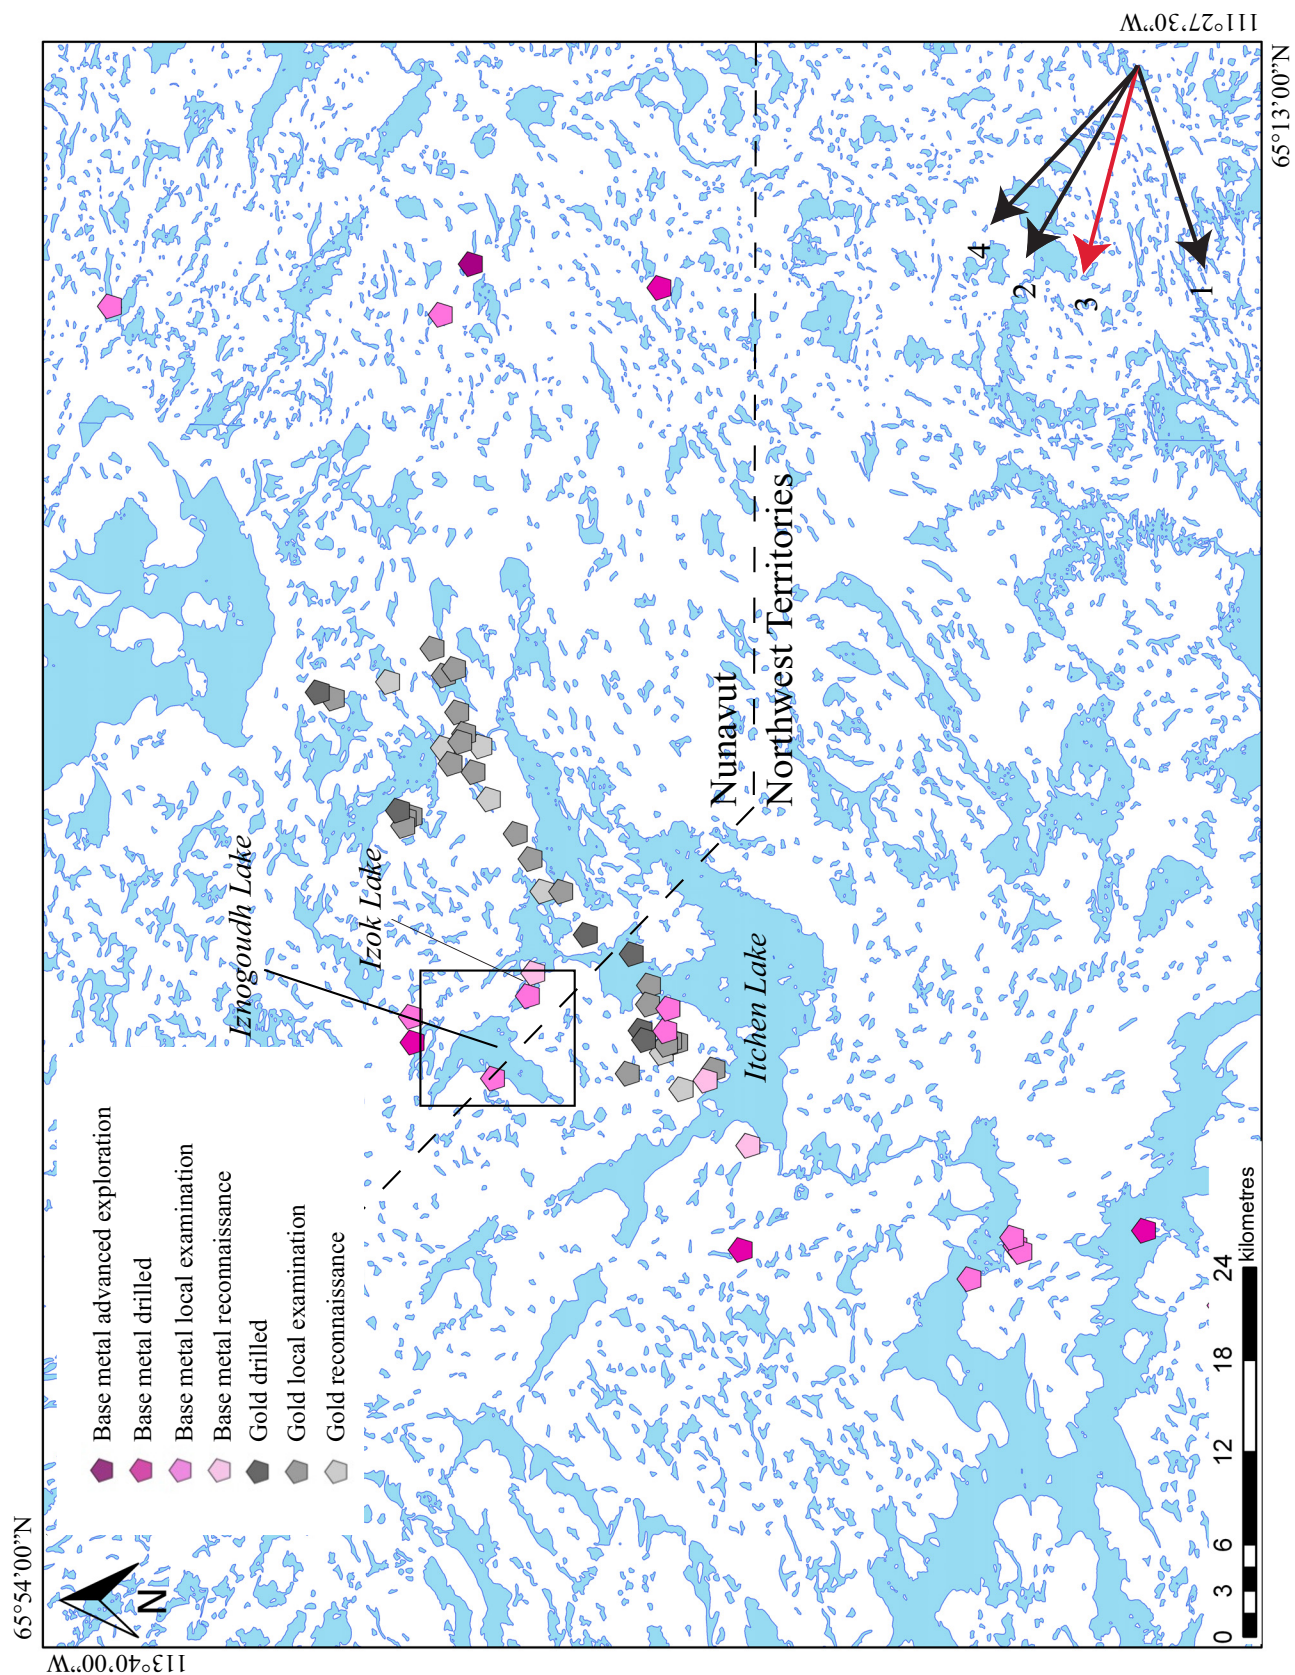 65°54’00”N
113°40’00”W
N
Base metal advanced exploration
Base metal drilled
Base metal local examination
Base metal reconnaissance
Gold drilled
Gold local examination
Gold reconnaissance
Iznogoudh Lake
Izok Lake
Itchen Lake
Nunavut
Northwest Territories
0 3 6 12 18 24
kilometres
4
2
3
1
111°27’30”W
65°13’00”N